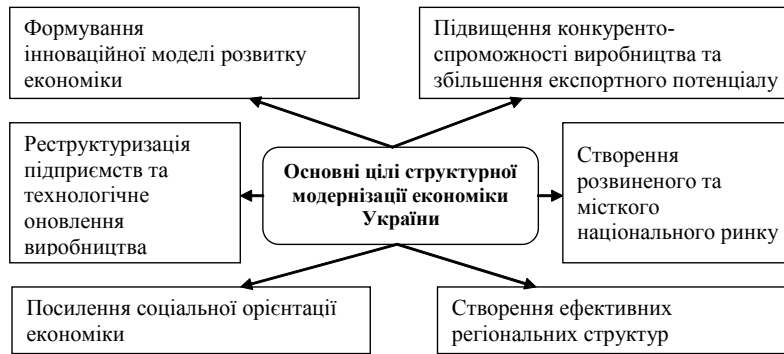 Формування
інноваційної моделі розвитку
економіки
Підвищення конкуренто-
спроможності виробництва та
збільшення експортного потенціалу
Реструктуризація
підприємств та
технологічне
оновлення
виробництва
Основні цілі структурної
модернізації економіки
України
Створення
розвиненого та
місткого
національного ринку
Посилення соціальної орієнтації
економіки
Створення ефективних
регіональних структур